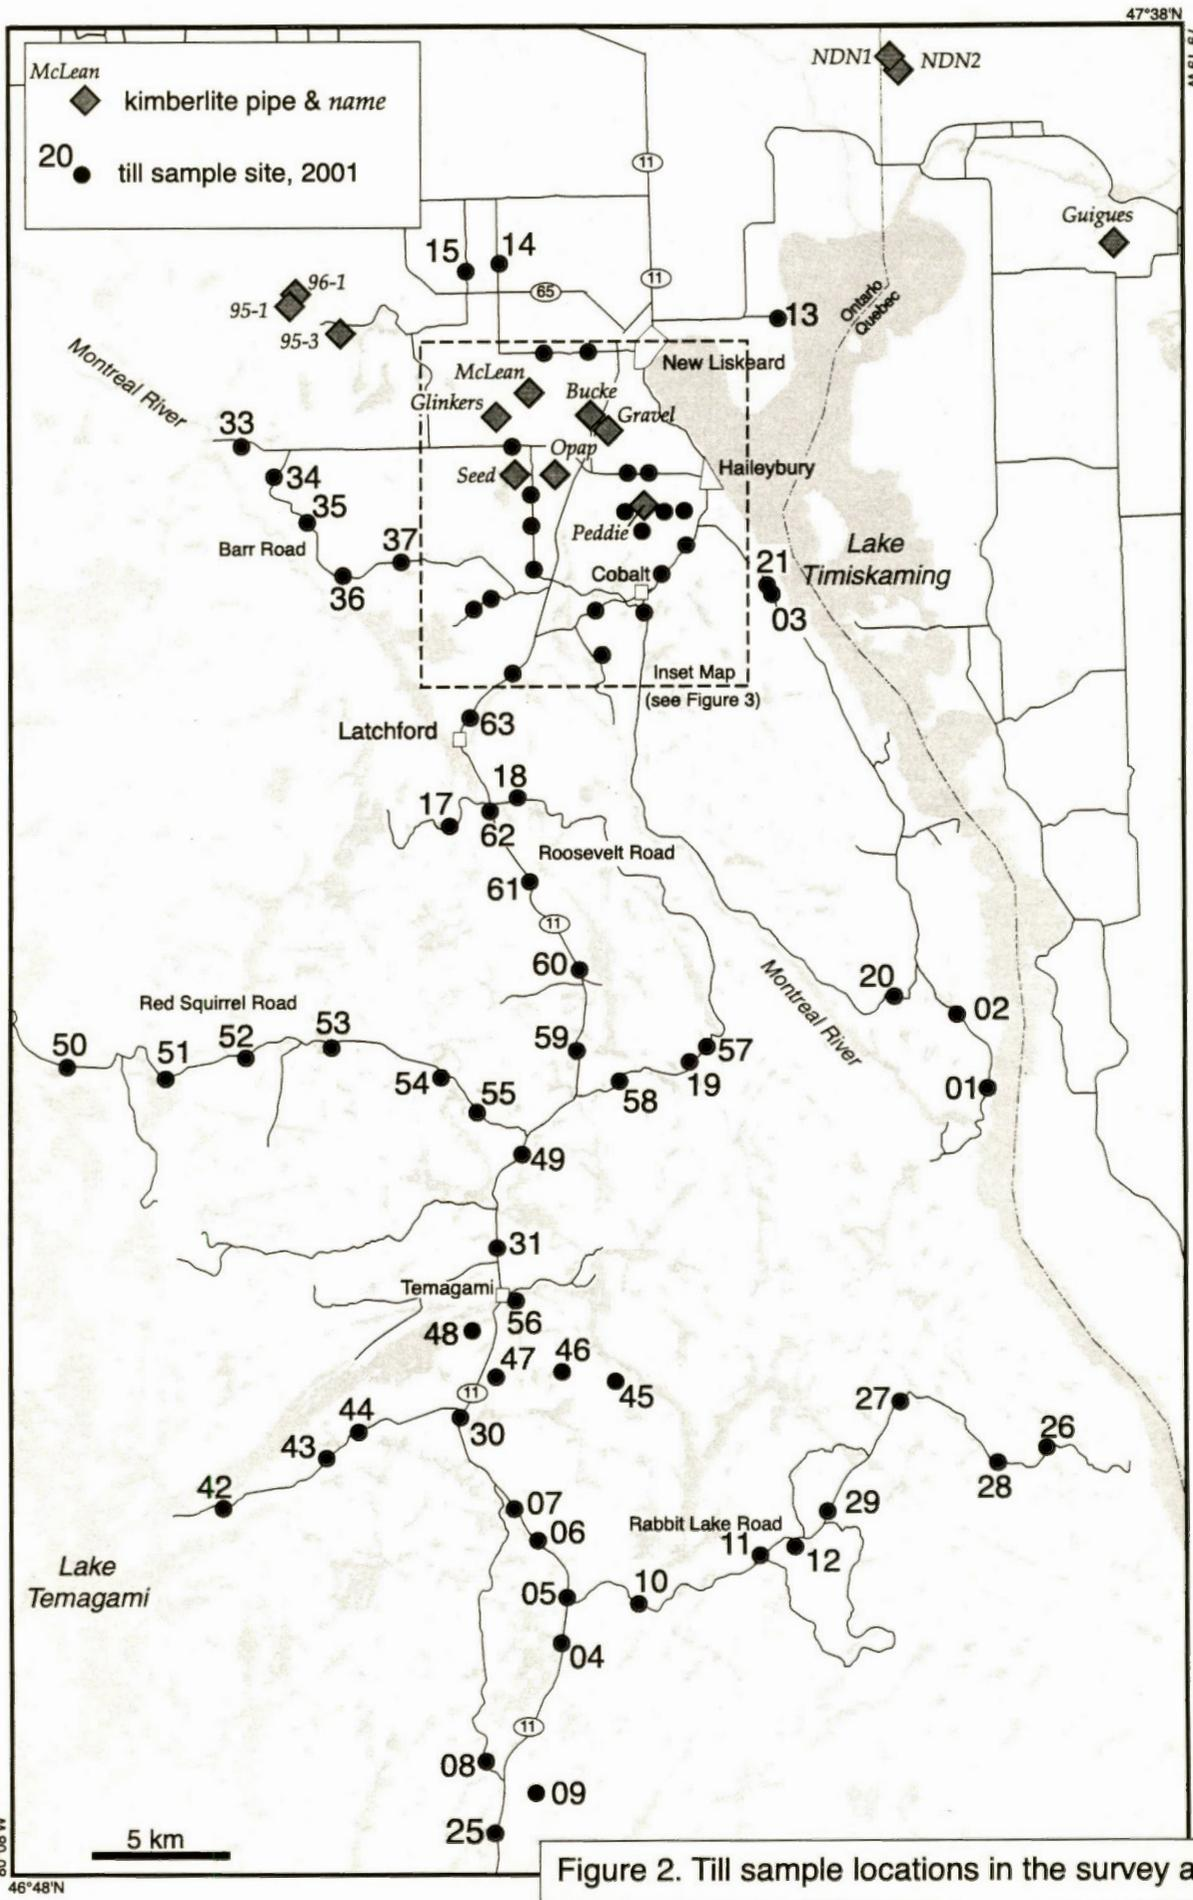 47°38'N
McLean
kimberlite pipe & name
20
till sample site, 2001
NDN1
NDN2
11
Guigues
15
14
11
65
96-1
95-1
95-3
13
Ontario
Quebec
Montreal River
New Liskeard
McLean
Glinkers
Bucke
Gravel
33
Opap
Seed
Haileybury
34
35
Peddie
Barr Road
37
Lake
Timiskaming
36
Cobalt
21
03
Inset Map
(see Figure 3)
63
Latchford
18
17
62
Roosevelt Road
61
11
60
Montreal River
20
02
Red Squirrel Road
50
51
52
53
59
57
54
55
58
19
01
49
31
Temagami
56
48
47
46
45
11
27
44
30
26
43
28
42
07
29
06
Rabbit Lake Road
11
12
Lake
Temagami
05
10
04
11
08
09
25
5 km
46°48'N
Figure 2. Till sample locations in the survey a